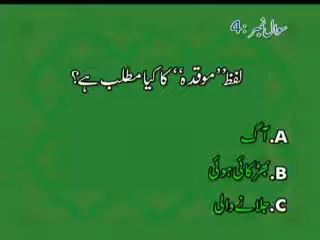 سوال نمبر :4
لفظ ’’موقدہ‘‘ کا کیا مطلب ہے؟
A. آگ
B. بھڑکائی ہوئی
C. جلانے والی